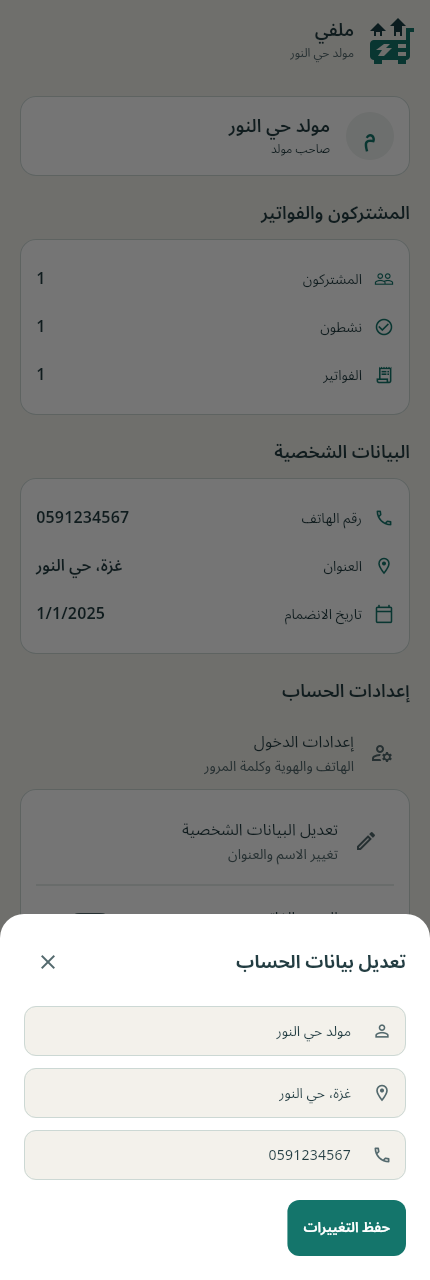 ملفي
مولد حي النور
م
مولد حي النور
صاحب مولد
المشتركون والفواتير
المشتركون 1
نشطون 1
الفواتير 1
البيانات الشخصية
رقم الهاتف 0591234567
العنوان غزة، حي النور
تاريخ الانضمام 1/1/2025
إعدادات الحساب
إعدادات الدخول
الهاتف والهوية وكلمة المرور
تعديل البيانات الشخصية
تغيير الاسم والعنوان
تعديل بيانات الحساب
مولد حي النور
غزة، حي النور
0591234567
حفظ التغييرات